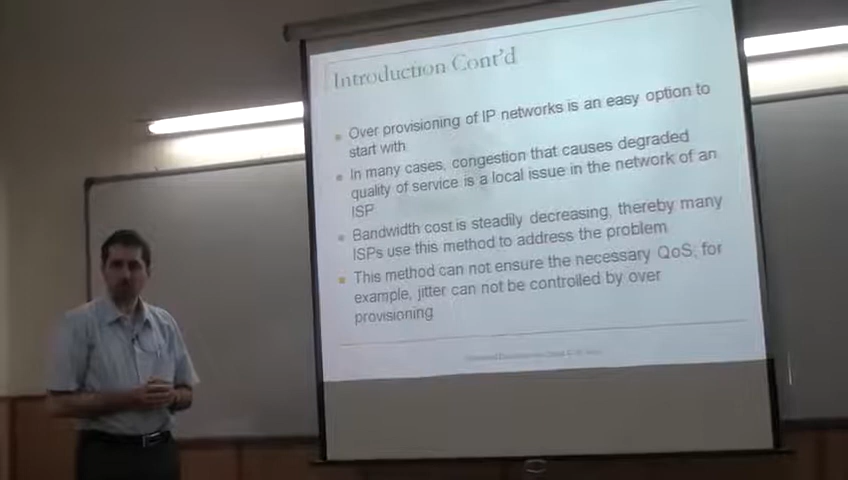 Introduction Cont'd
Over provisioning of IP networks is an easy option to
start with
In many cases, congestion that causes degraded
quality of service is a local issue in the network of an
ISP
Bandwidth cost is steadily decreasing, thereby many
ISPs use this method to address the problem
This method can not ensure the necessary QoS; for
example, jitter can not be controlled by over
provisioning